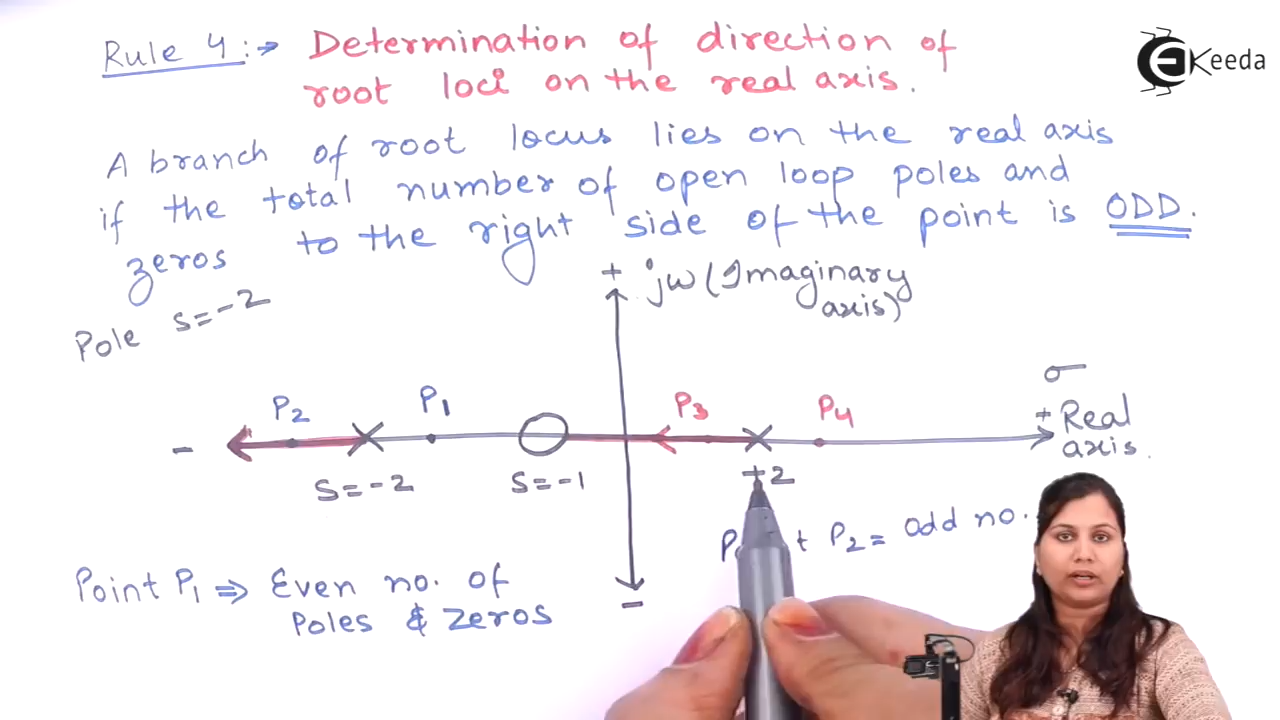 Rule 4 :-> Determination of direction of
root loci on the real axis.
EKeeda
A branch of root locus lies on the real axis
if the total number of open loop poles and
zeros to the right side of the point is ODD.
+ jω (Imaginary
axis)
Pole s=-2
σ
+ Real
axis.
P2 P1 P3 P4
-
S=-2 S=-1 +2
P t P2 = odd no.
Point P1 ⇒ Even no. of
Poles & zeros
-